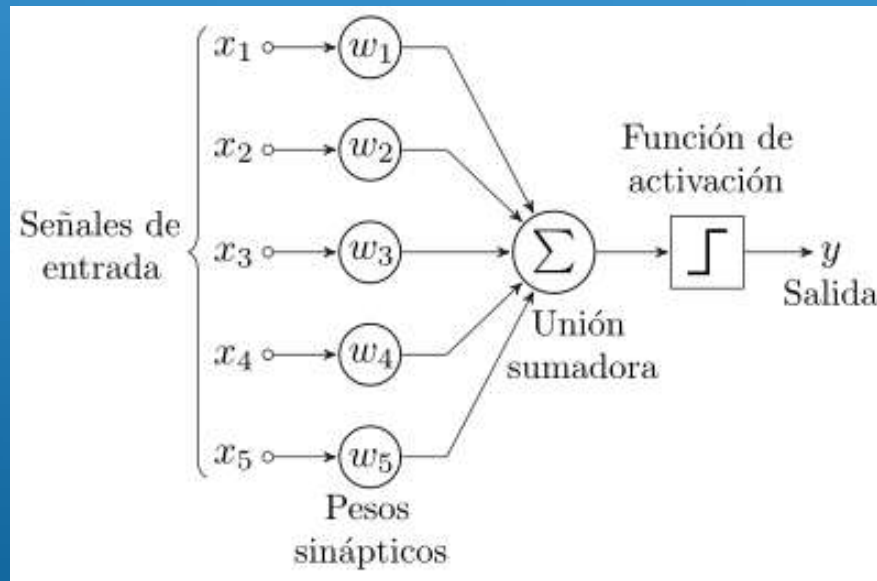 x₁
w₁
x₂
w₂
Función de
activación
Señales de
entrada
x₃
w₃
∑
y
Salida
Unión
sumadora
x₄
w₄
x₅
w₅
Pesos
sinápticos